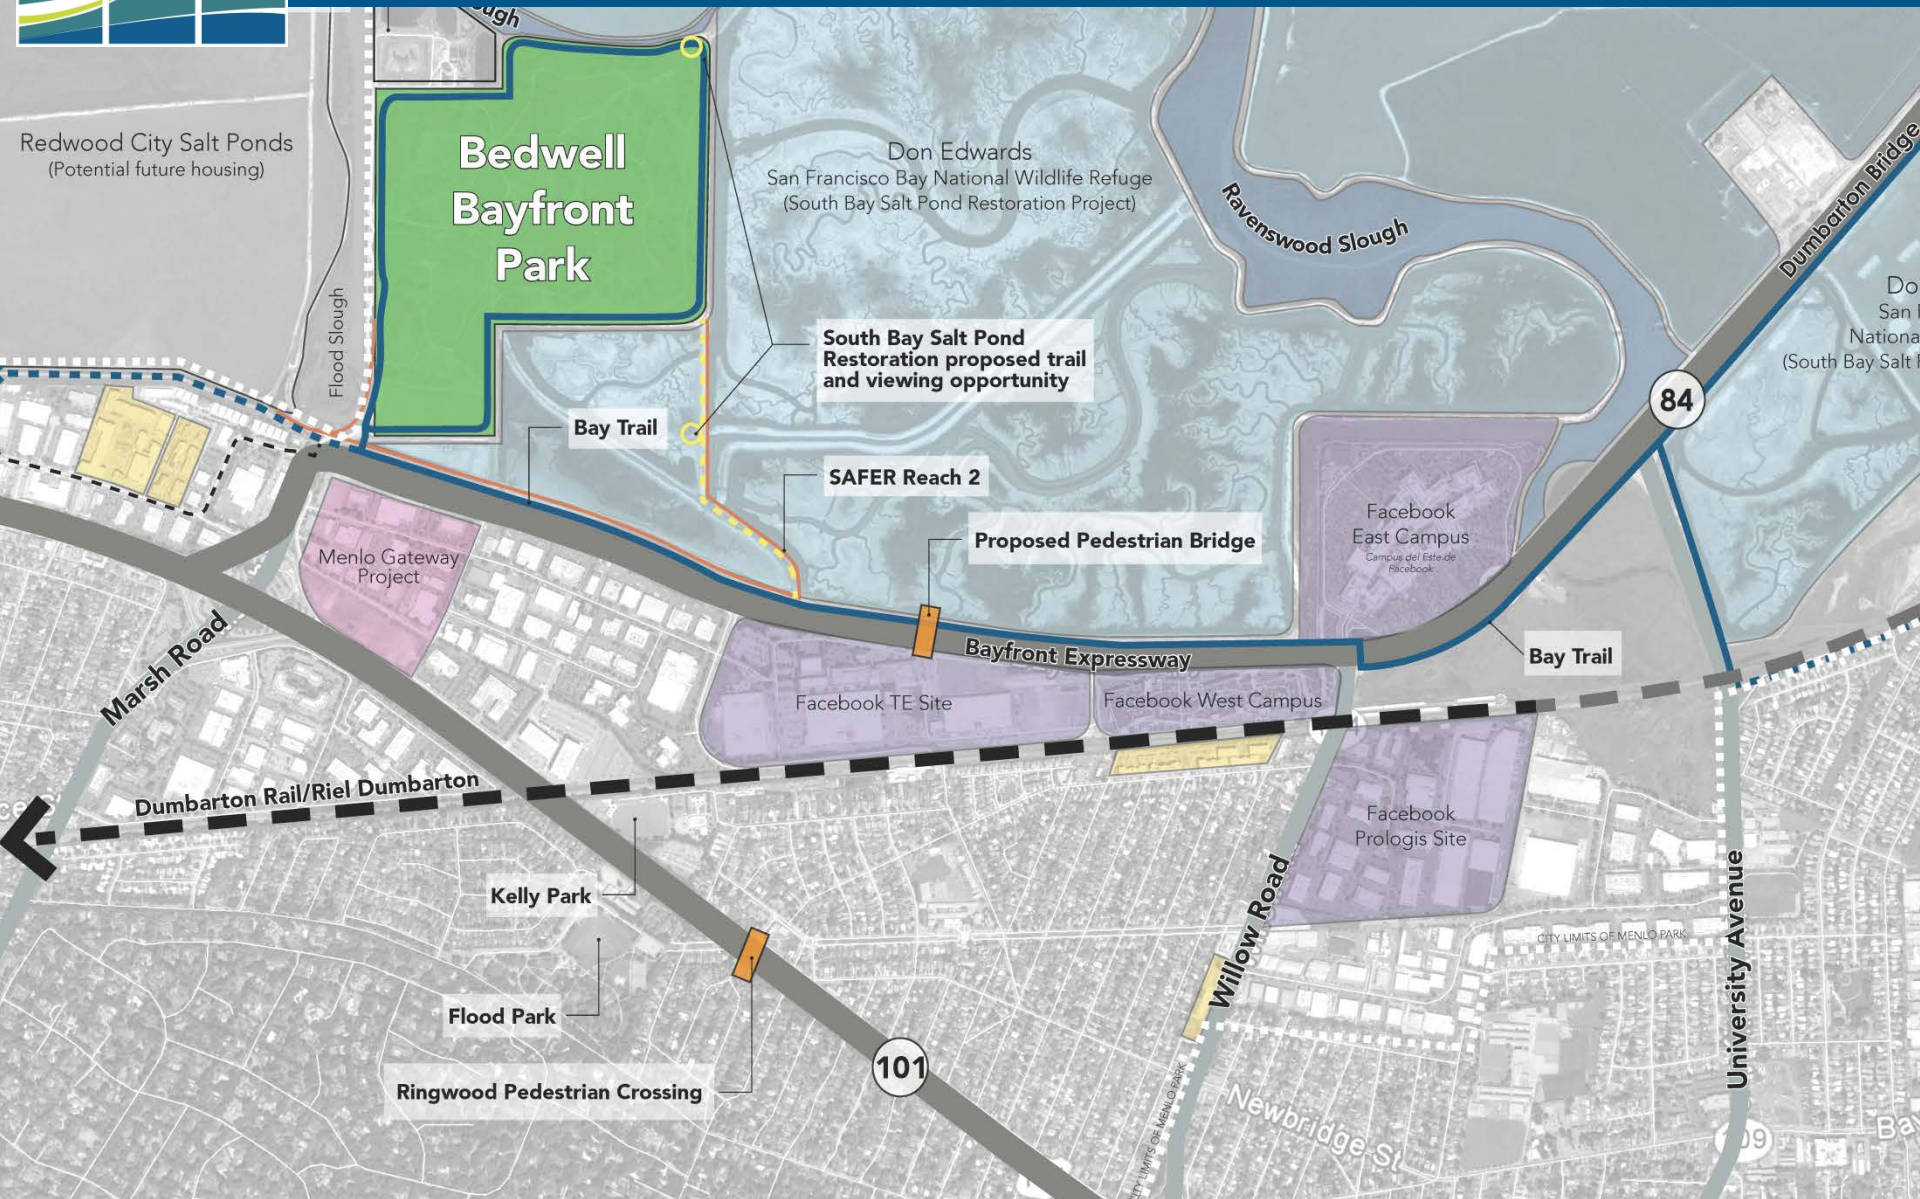 Redwood City Salt Ponds
(Potential future housing)
Flood Slough
Bedwell
Bayfront
Park
Don Edwards
San Francisco Bay National Wildlife Refuge
(South Bay Salt Pond Restoration Project)
Ravenswood Slough
Dumbarton Bridge
84
South Bay Salt Pond
Restoration proposed trail
and viewing opportunity
Bay Trail
SAFER Reach 2
Proposed Pedestrian Bridge
Facebook
East Campus
Campus del Este de
Facebook
Menlo Gateway
Project
Marsh Road
Bayfront Expressway
Bay Trail
Facebook TE Site
Facebook West Campus
Dumbarton Rail/Riel Dumbarton
Facebook
Prologis Site
Kelly Park
Flood Park
Ringwood Pedestrian Crossing
101
Willow Road
University Avenue
CITY LIMITS OF MENLO PARK
CITY LIMITS OF MENLO PARK
Newbridge St